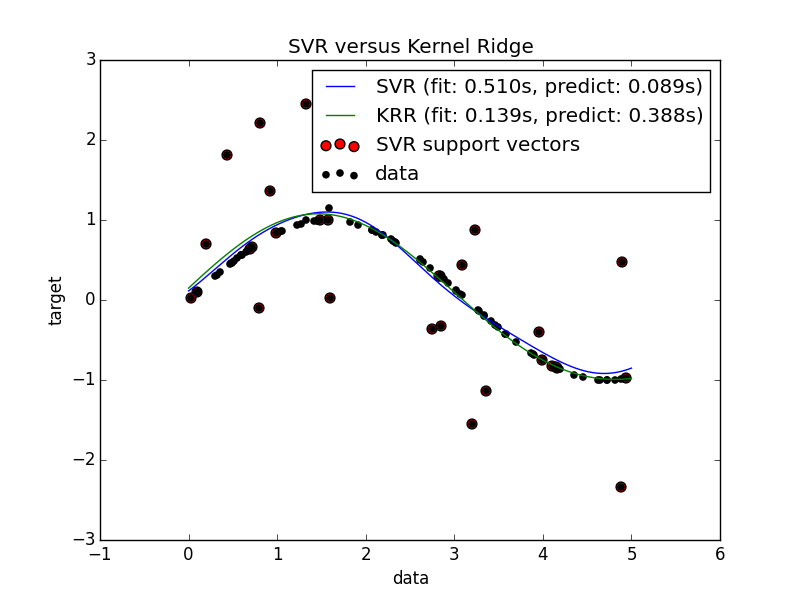 SVR versus Kernel Ridge
SVR (fit: 0.510s, predict: 0.089s)
KRR (fit: 0.139s, predict: 0.388s)
SVR support vectors
data
3
2
1
0
−1
−2
−3
target
−1 0 1 2 3 4 5 6
data